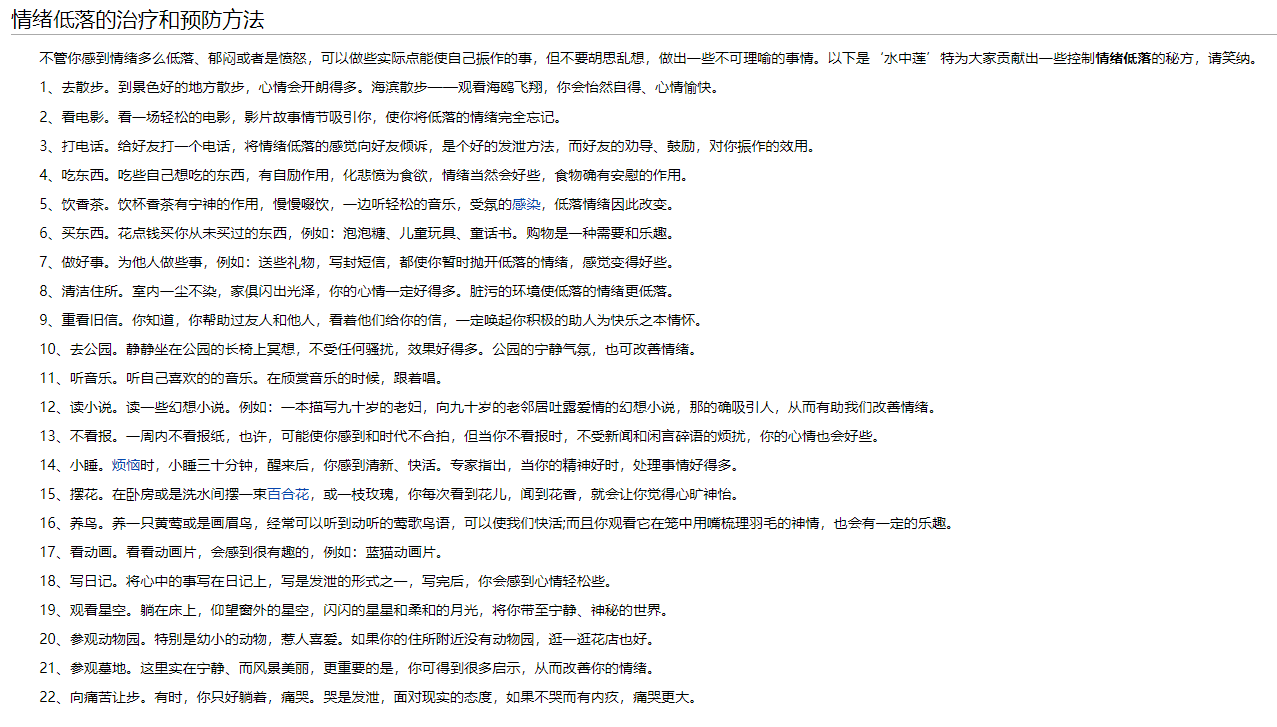 情绪低落的治疗和预防方法
不管你感到情绪多么低落、郁闷或者是愤怒，可以做些实际点能使自己振作的事，但不要胡思乱想，做出一些不可理喻的事情。以下是‘水中莲’特为大家贡献出一些控制情绪低落的秘方，请笑纳。
1、去散步。到景色好的地方散步，心情会开朗得多。海滨散步——观看海鸥飞翔，你会怡然自得、心情愉快。
2、看电影。看一场轻松的电影，影片故事情节吸引你，使你将低落的情绪完全忘记。
3、打电话。给好友打一个电话，将情绪低落的感觉向好友倾诉，是个好的发泄方法，而好友的劝导、鼓励，对你振作的效用。
4、吃东西。吃些自己想吃的东西，有自励作用，化悲愤为食欲，情绪当然会好些，食物确有安慰的作用。
5、饮香茶。饮杯香茶有宁神的作用，慢慢啜饮，一边听轻松的音乐，受氛的感染，低落情绪因此改变。
6、买东西。花点钱买你从未买过的东西，例如：泡泡糖、儿童玩具、童话书。购物是一种需要和乐趣。
7、做好事。为他人做些事，例如：送些礼物，写封短信，都使你暂时抛开低落的情绪，感觉变得好些。
8、清洁住所。室内一尘不染，家俱闪出光泽，你的心情一定好得多。脏污的环境使低落的情绪更低落。
9、重看旧信。你知道，你帮助过友人和他人，看着他们给你的信，一定唤起你积极的助人为快乐之本情怀。
10、去公园。静静坐在公园的长椅上冥想，不受任何骚扰，效果好得多。公园的宁静气氛，也可改善情绪。
11、听音乐。听自己喜欢的的音乐。在欣赏音乐的时候，跟着唱。
12、读小说。读一些幻想小说。例如：一本描写九十岁的老妇，向九十岁的老邻居吐露爱情的幻想小说，那的确吸引人，从而有助我们改善情绪。
13、不看报。一周内不看报纸，也许，可能使你感到和时代不合拍，但当你不看报时，不受新闻和闲言碎语的烦扰，你的心情也会好些。
14、小睡。烦恼时，小睡三十分钟，醒来后，你感到清新、快活。专家指出，当你的精神好时，处理事情好得多。
15、摆花。在卧房或是洗水间摆一束百合花，或一枝玫瑰，你每次看到花儿，闻到花香，就会让你觉得心旷神怡。
16、养鸟。养一只黄莺或是画眉鸟，经常可以听到动听的莺歌鸟语，可以使我们快活;而且你观看它在笼中用嘴梳理羽毛的神情，也会有一定的乐趣。
17、看动画。看看动画片，会感到很有趣的，例如：蓝猫动画片。
18、写日记。将心中的事写在日记上，写是发泄的形式之一，写完后，你会感到心情轻松些。
19、观看星空。躺在床上，仰望窗外的星空，闪闪的星星和柔和的月光，将你带至宁静、神秘的世界。
20、参观动物园。特别是幼小的动物，惹人喜爱。如果你的住所附近没有动物园，逛一逛花店也好。
21、参观墓地。这里实在宁静、而风景美丽，更重要的是，你可得到很多启示，从而改善你的情绪。
22、向痛苦让步。有时，你只好躺着，痛哭。哭是发泄，面对现实的态度，如果不哭而有内疚，痛哭更大。